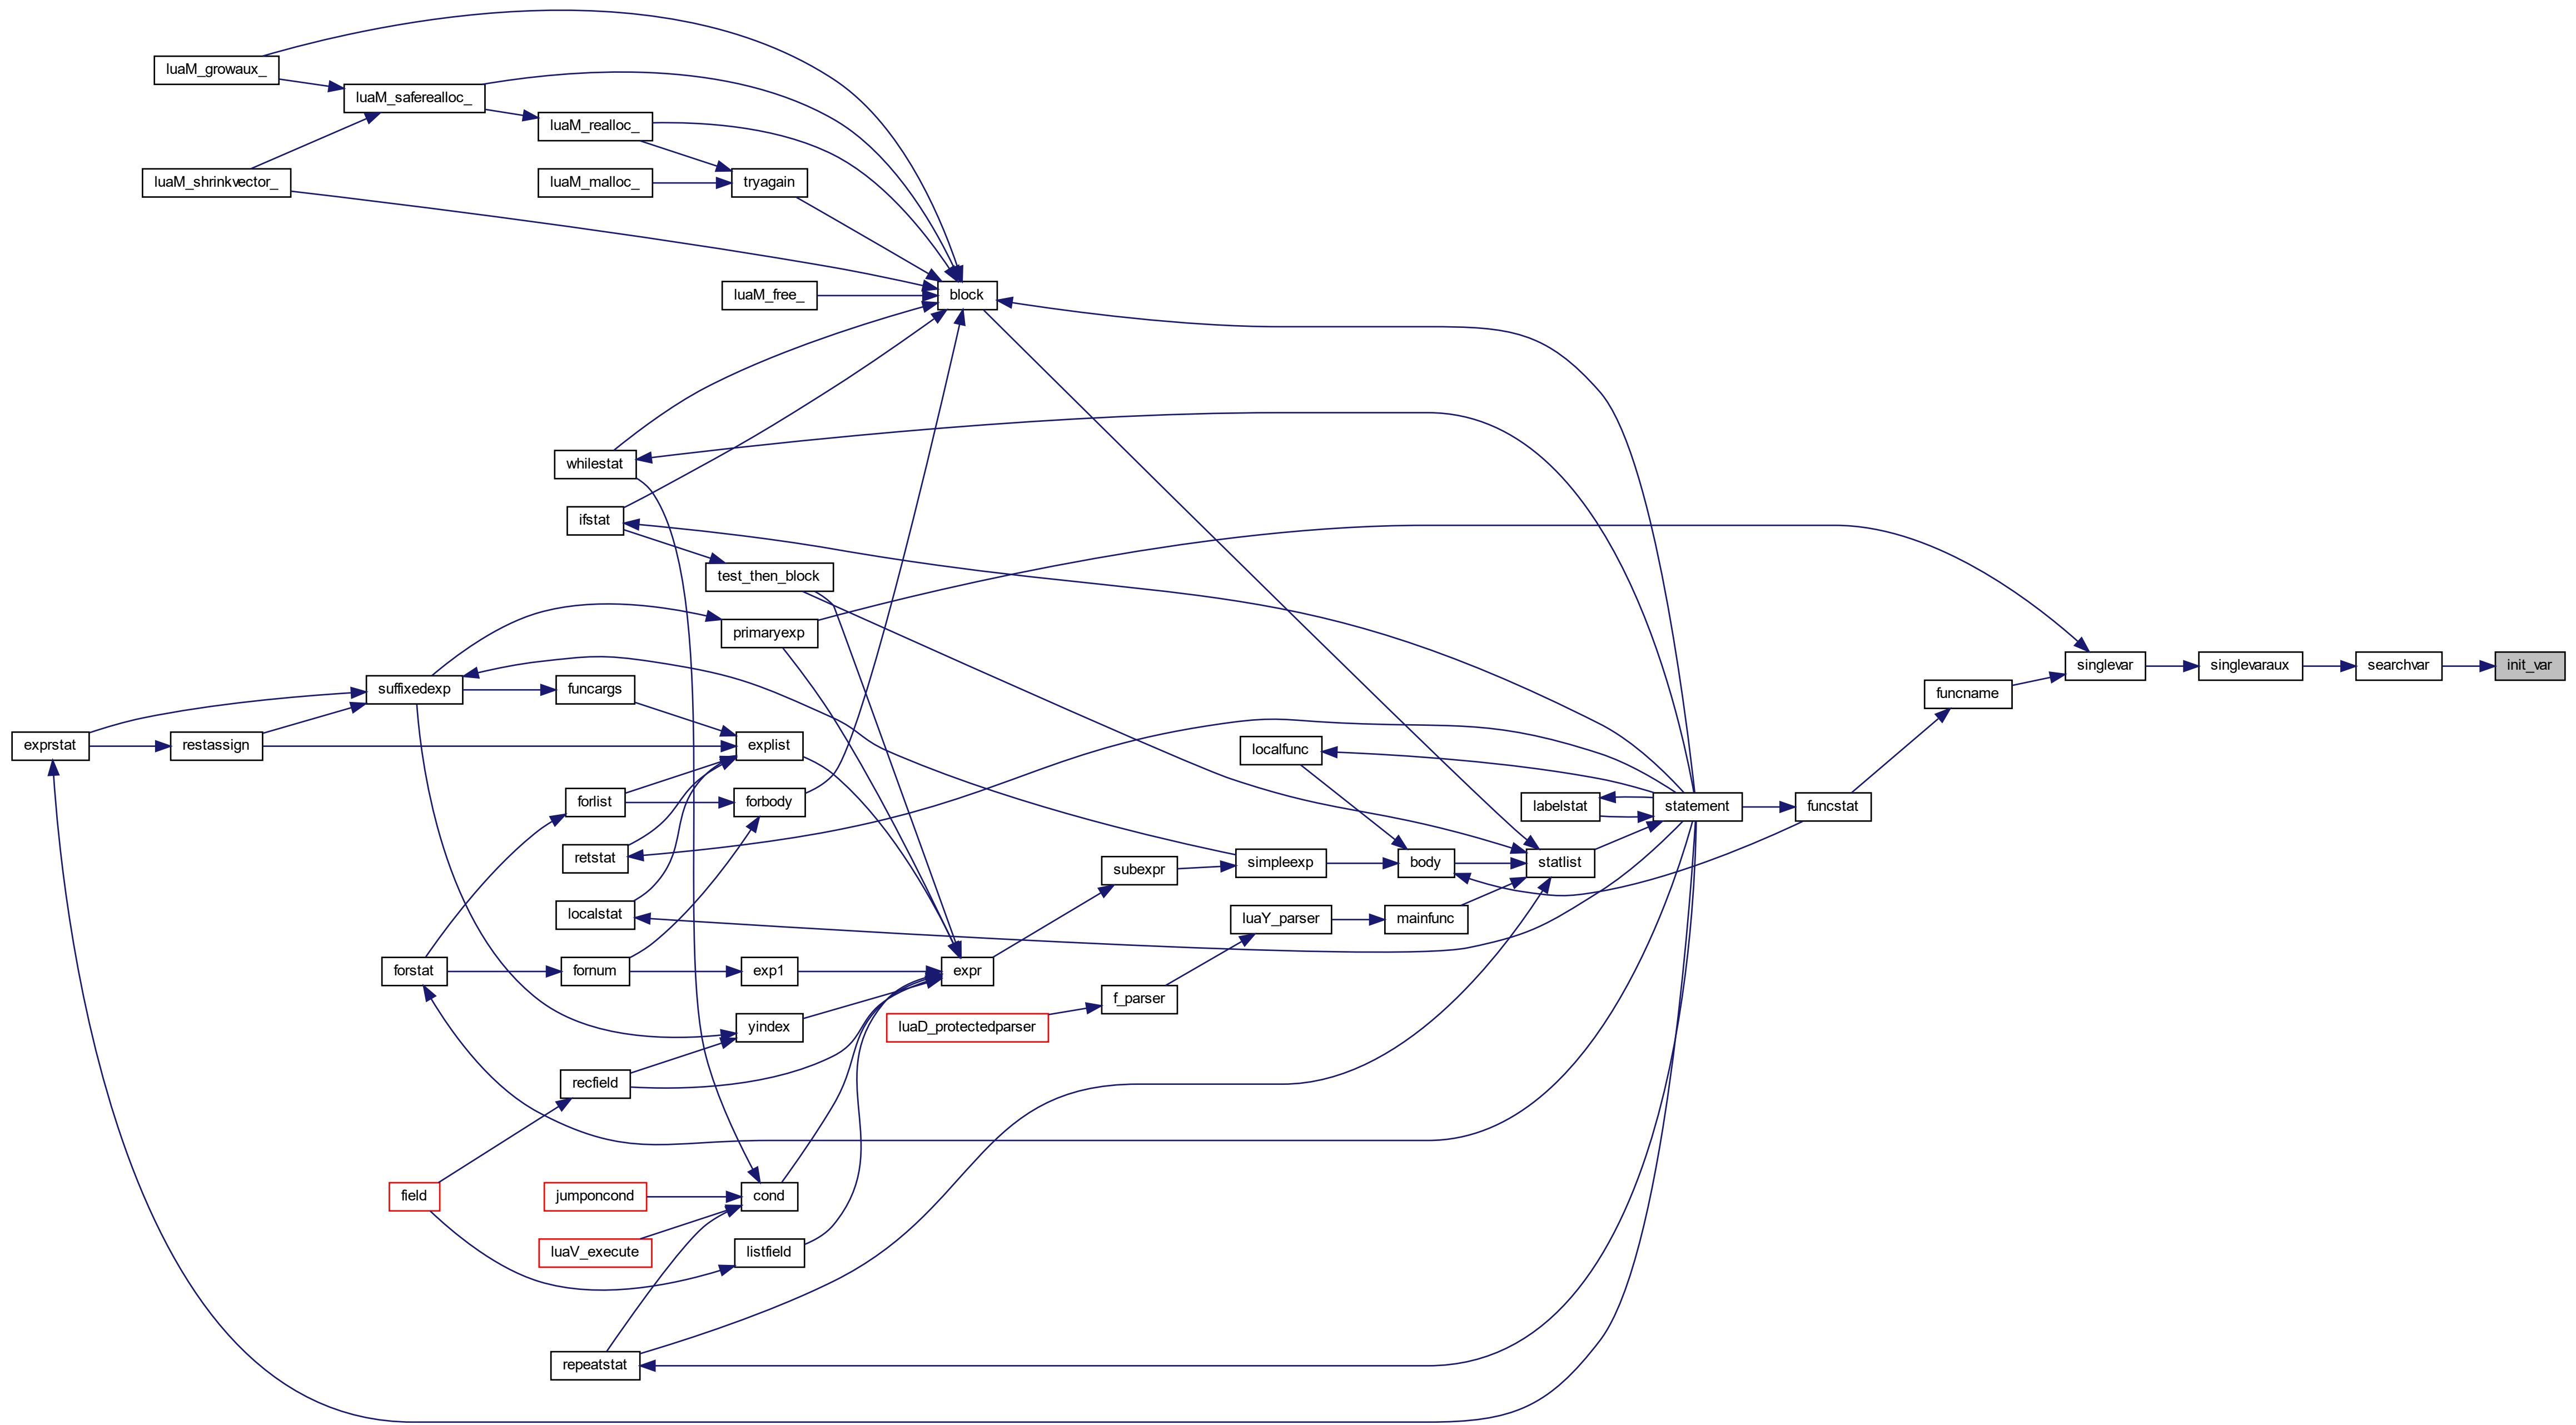 luaM_growaux_
luaM_saferealloc_
luaM_realloc_
luaM_shrinkvector_
luaM_malloc_
tryagain
luaM_free_
block
whilestat
ifstat
test_then_block
primaryexp
singlevar
singlevaraux
searchvar
init_var
suffixedexp
funcargs
funcname
exprstat
restassign
explist
localfunc
forlist
forbody
labelstat
statement
funcstat
retstat
subexpr
simpleexp
body
statlist
localstat
luaY_parser
mainfunc
forstat
fornum
exp1
expr
f_parser
luaD_protectedparser
yindex
recfield
field
jumponcond
cond
luaV_execute
listfield
repeatstat